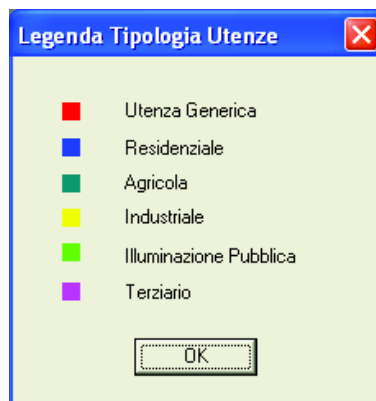 Legenda Tipologia Utenze
Utenza Generica
Residenziale
Agricola
Industriale
Illuminazione Pubblica
Terziario
OK